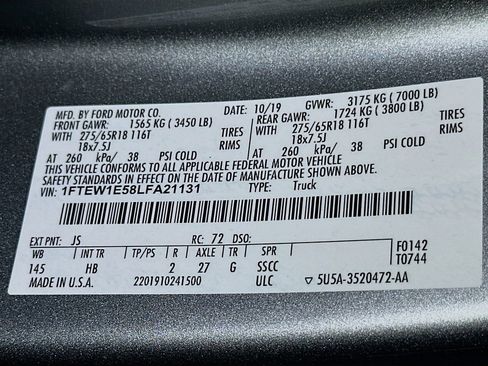 MFD. BY FORD MOTOR CO. DATE: 10/19 GVWR: 3175 KG ( 7000 LB)
FRONT GAWR: 1565 KG ( 3450 LB) REAR GAWR: 1724 KG ( 3800 LB)
WITH 275/65R18 116T TIRES WITH 275/65R18 116T TIRES
18x7.5J RIMS 18x7.5J RIMS
AT 260 kPa/ 38 PSI COLD AT 260 kPa/ 38 PSI COLD
THIS VEHICLE CONFORMS TO ALL APPLICABLE FEDERAL MOTOR VEHICLE
SAFETY STANDARDS IN EFFECT ON THE DATE OF MANUFACTURE SHOWN ABOVE.
VIN: 1FTEW1E58LFA21131 TYPE: Truck
EXT PNT: JS RC: 72 DSO: F0142
WB INT TR TP/PS R AXLE TR SPR T0744
145 HB 2 27 G SSCC
MADE IN U.S.A. 2201910241500 ULC ▽ 5U5A-3520472-AA